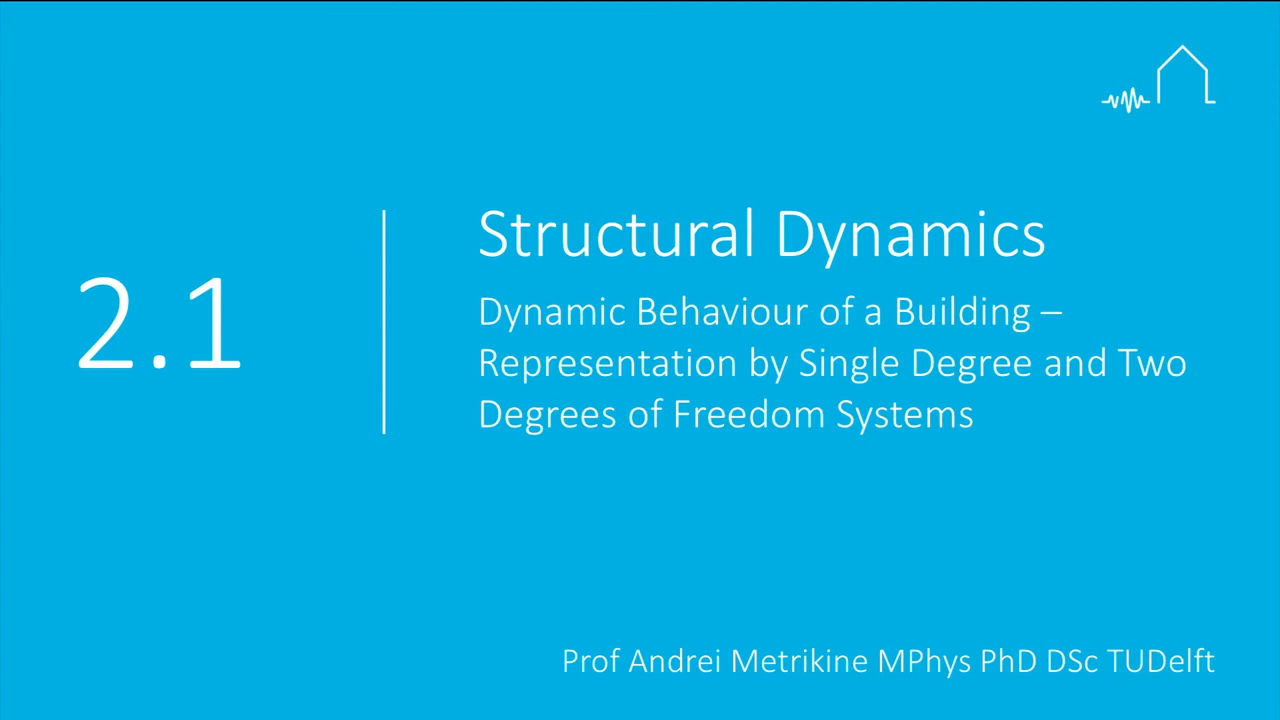 2.1
Structural Dynamics
Dynamic Behaviour of a Building –
Representation by Single Degree and Two
Degrees of Freedom Systems
Prof Andrei Metrikine MPhys PhD DSc TUDelft